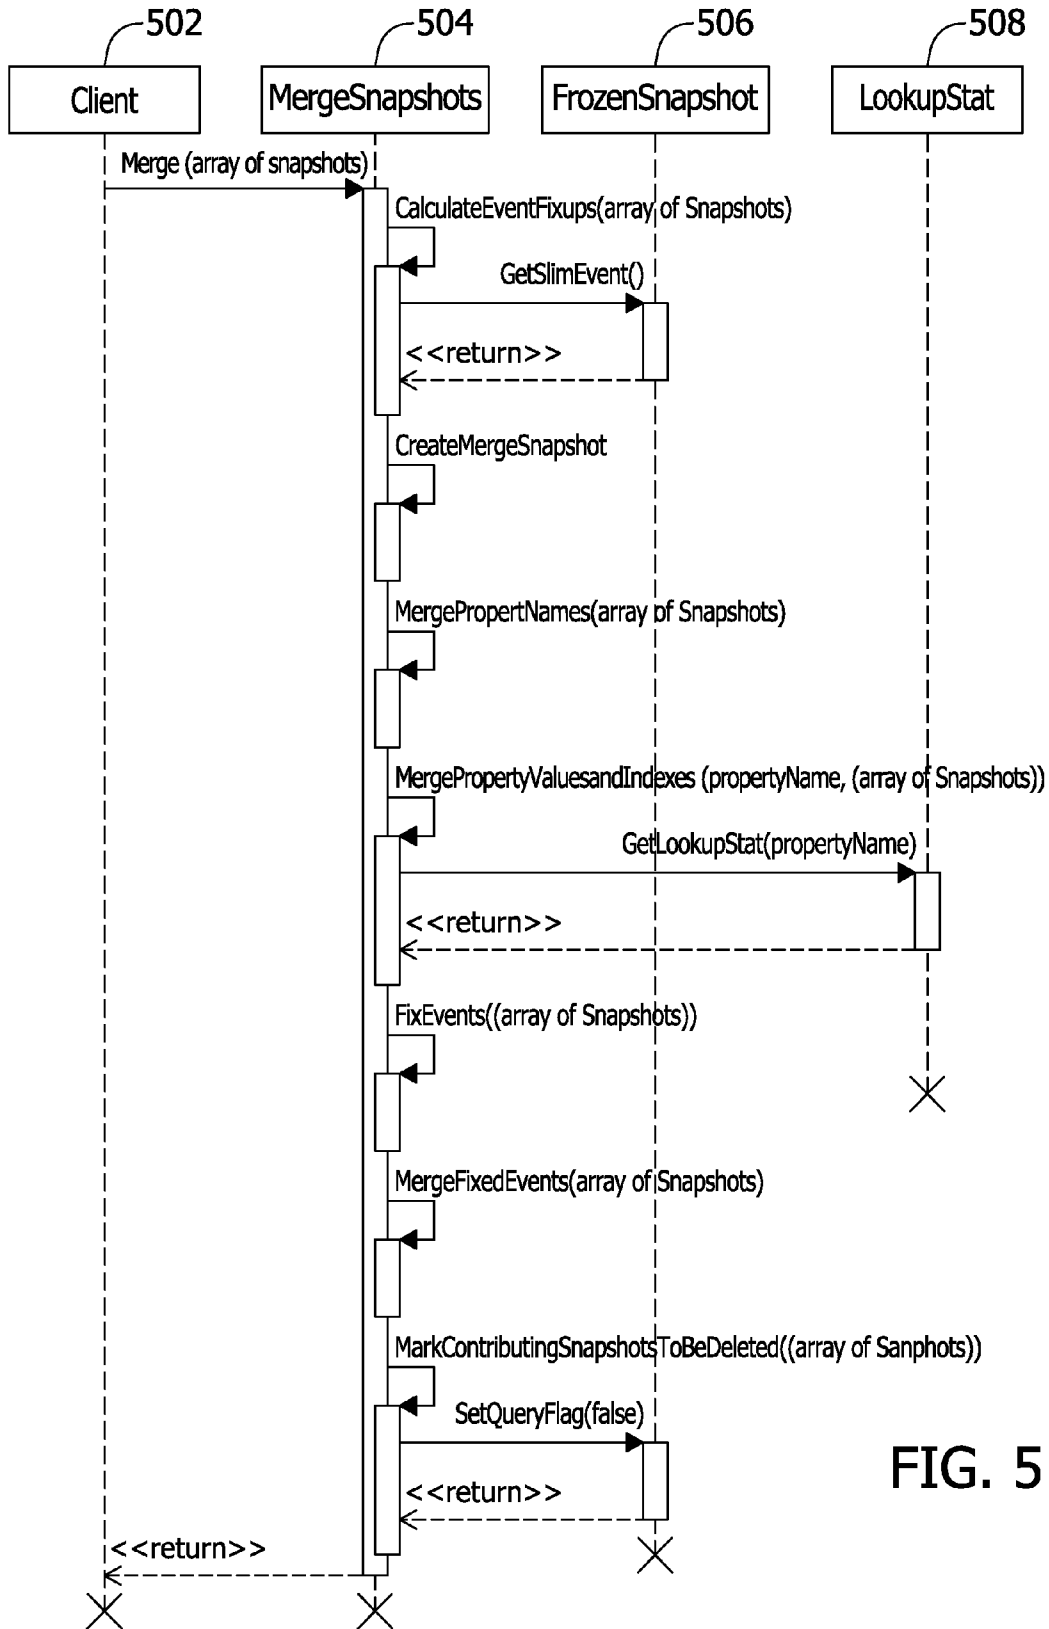 502
504
506
508
Client
MergeSnapshots
FrozenSnapshot
LookupStat
Merge (array of snapshots)
CalculateEventFixups(array of Snapshots)
GetSlimEvent()
<<return>>
CreateMergeSnapshot
MergePropertNames(array of Snapshots)
MergePropertyValuesandIndexes (propertyName, (array of Snapshots))
GetLookupStat(propertyName)
<<return>>
FixEvents((array of Snapshots))
MergeFixedEvents(array of Snapshots)
MarkContributingSnapshotsToBeDeleted((array of Sanphots))
SetQueryFlag(false)
<<return>>
<<return>>
FIG. 5